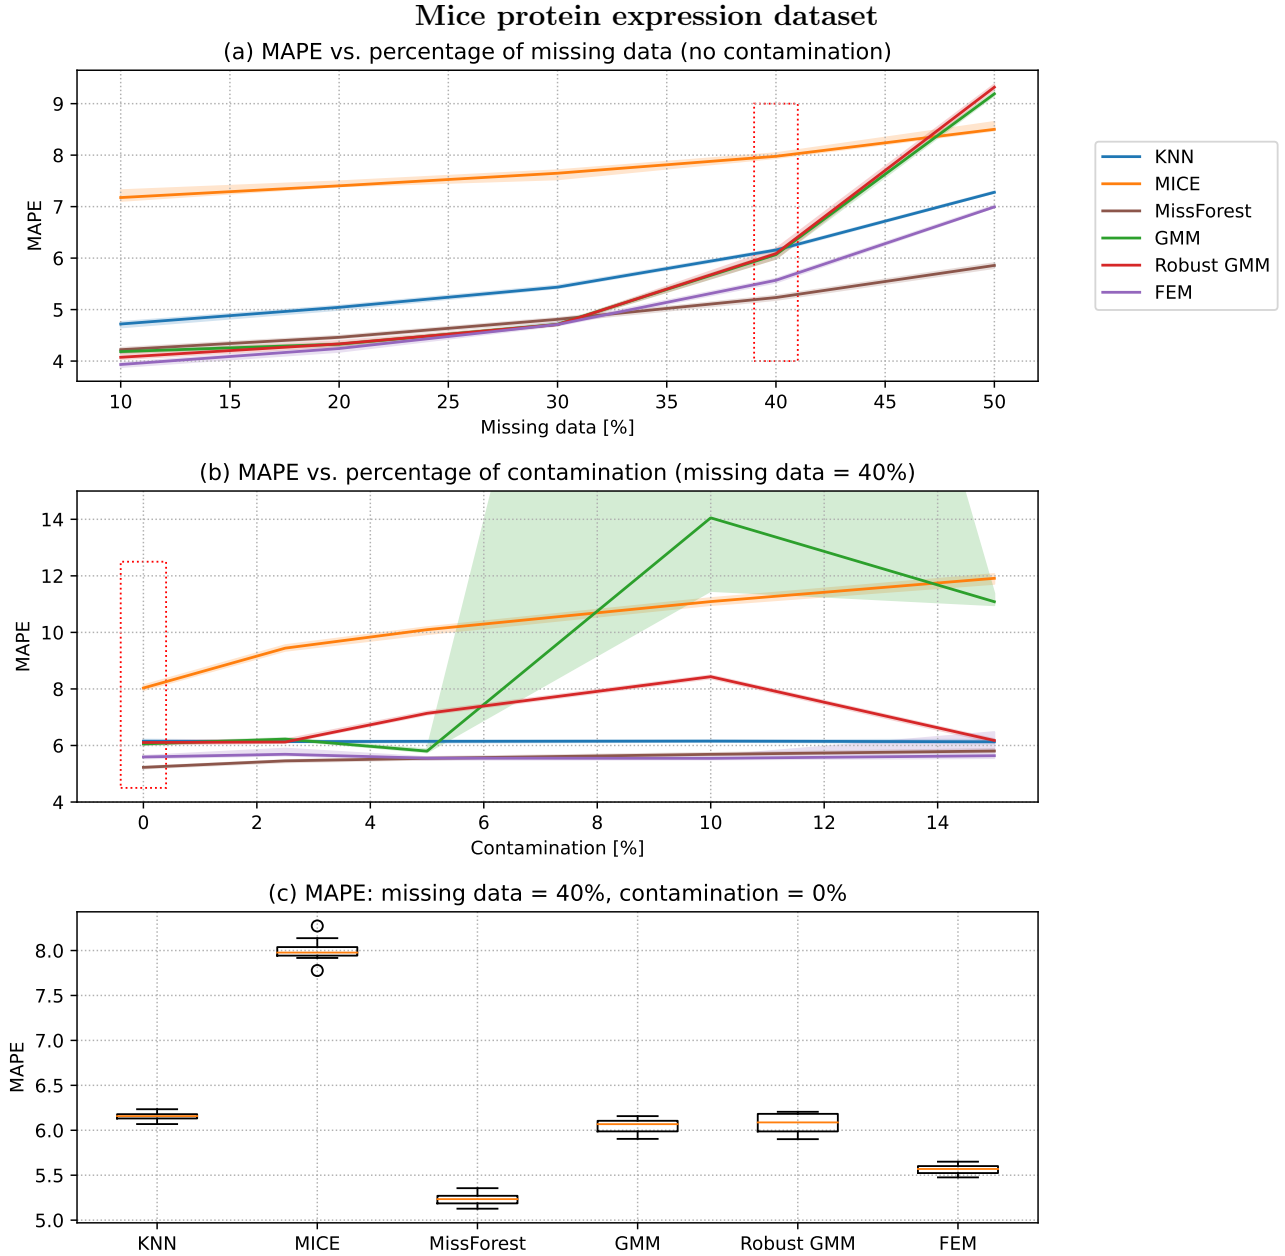 Mice protein expression dataset
(a) MAPE vs. percentage of missing data (no contamination)
9
8
7
6
5
4
MAPE
10 15 20 25 30 35 40 45 50
Missing data [%]
KNN
MICE
MissForest
GMM
Robust GMM
FEM
(b) MAPE vs. percentage of contamination (missing data = 40%)
14
12
10
8
6
4
MAPE
0 2 4 6 8 10 12 14
Contamination [%]
(c) MAPE: missing data = 40%, contamination = 0%
8.0
7.5
7.0
6.5
6.0
5.5
5.0
MAPE
KNN MICE MissForest GMM Robust GMM FEM